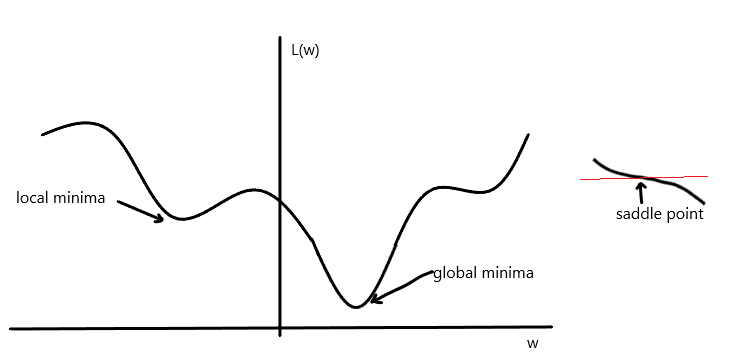 L(w)
local minima
saddle point
global minima
w